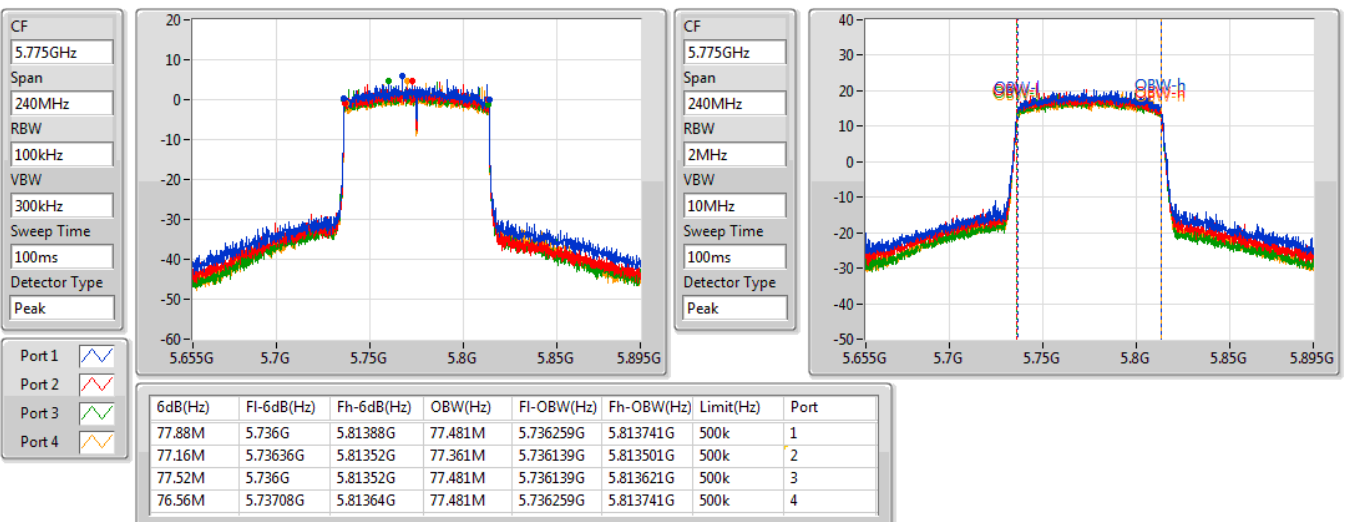 CF
5.775GHz
Span
240MHz
RBW
100kHz
VBW
300kHz
Sweep Time
100ms
Detector Type
Peak
20
10
0
-10
-20
-30
-40
-50
-60
5.655G 5.7G 5.75G 5.8G 5.85G 5.895G
CF
5.775GHz
Span
240MHz
RBW
2MHz
VBW
10MHz
Sweep Time
100ms
Detector Type
Peak
40
30
20
10
0
-10
-20
-30
-40
-50
OBW-l OBW-h
5.655G 5.7G 5.75G 5.8G 5.85G 5.895G
Port 1
Port 2
Port 3
Port 4
6dB(Hz) Fl-6dB(Hz) Fh-6dB(Hz) OBW(Hz) Fl-OBW(Hz) Fh-OBW(Hz) Limit(Hz) Port
77.88M 5.736G 5.81388G 77.481M 5.736259G 5.813741G 500k 1
77.16M 5.73636G 5.81352G 77.361M 5.736139G 5.813501G 500k 2
77.52M 5.736G 5.81352G 77.481M 5.736139G 5.813621G 500k 3
76.56M 5.73708G 5.81364G 77.481M 5.736259G 5.813741G 500k 4